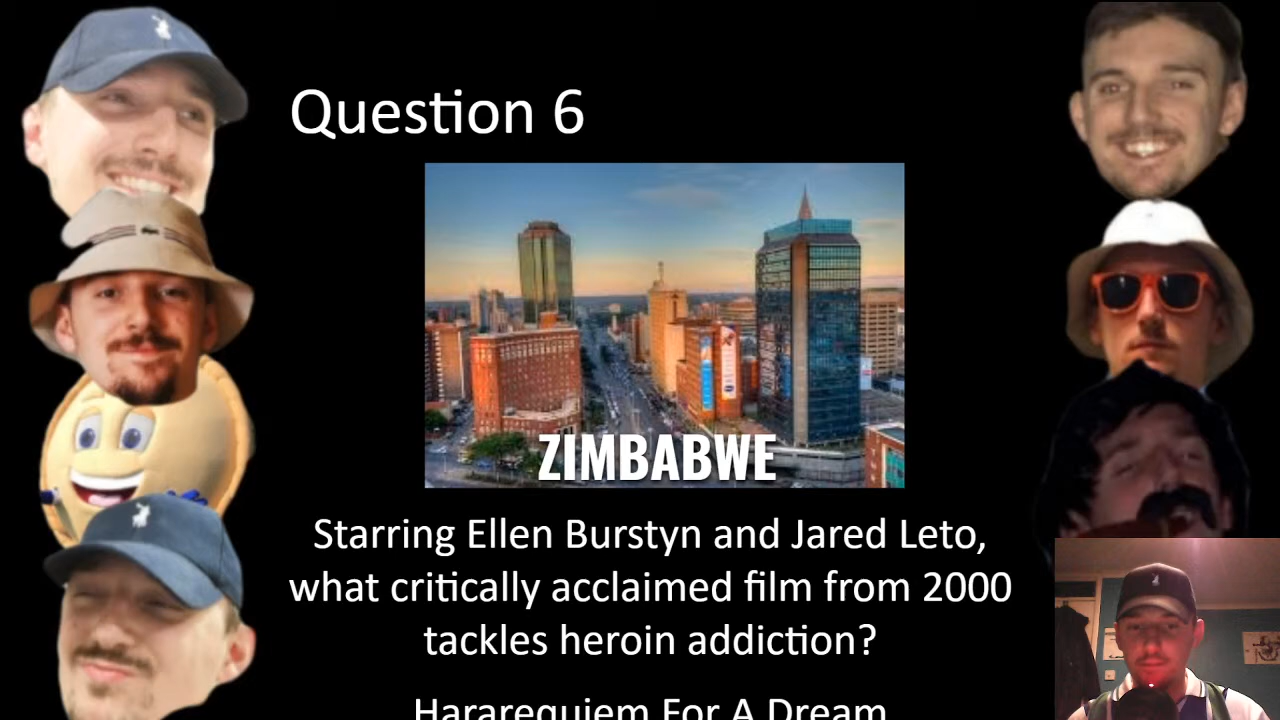 Question 6
ZIMBABWE
Starring Ellen Burstyn and Jared Leto,
what critically acclaimed film from 2000
tackles heroin addiction?
Hararequiem For A Dream